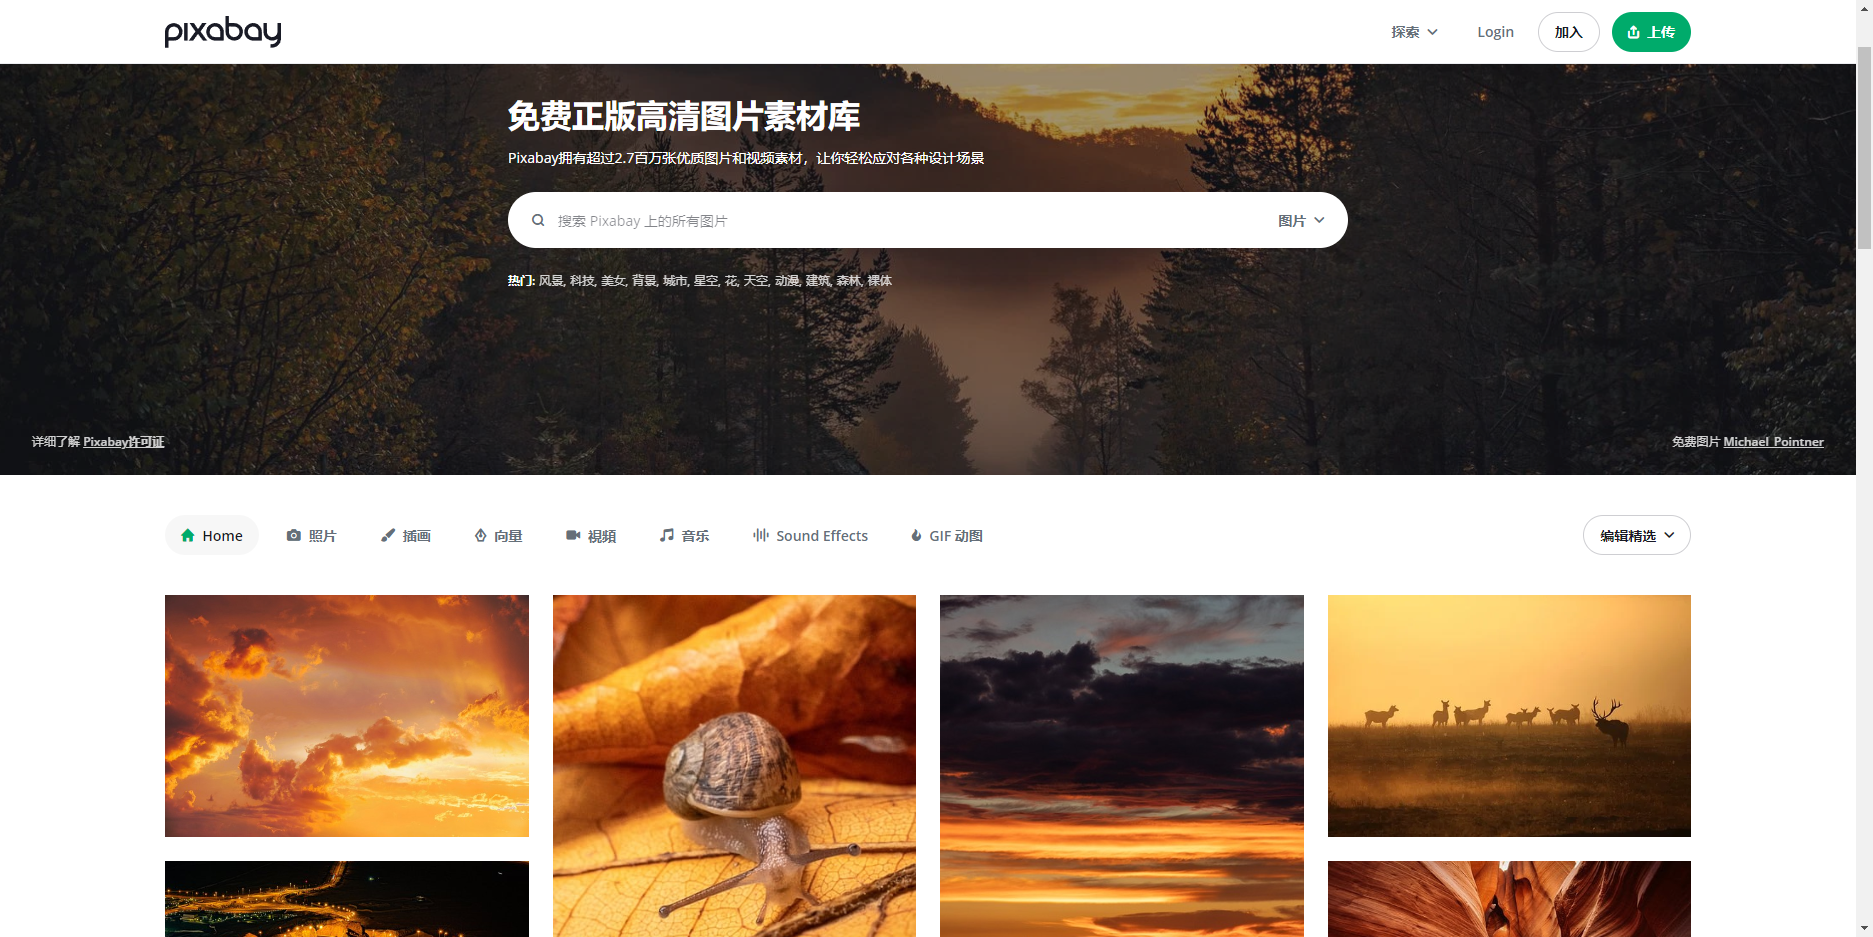 pixabay
探索
Login
加入
上传
免费正版高清图片素材库
Pixabay拥有超过2.7百万张优质图片和视频素材，让你轻松应对各种设计场景
搜索 Pixabay 上的所有图片
图片
热门: 风景, 科技, 美女, 背景, 城市, 星空, 花, 天空, 动漫, 建筑, 森林, 裸体
详细了解 Pixabay许可证
免费图片 Michael_Pointner
Home
照片
插画
向量
視頻
音乐
Sound Effects
GIF 动图
编辑精选